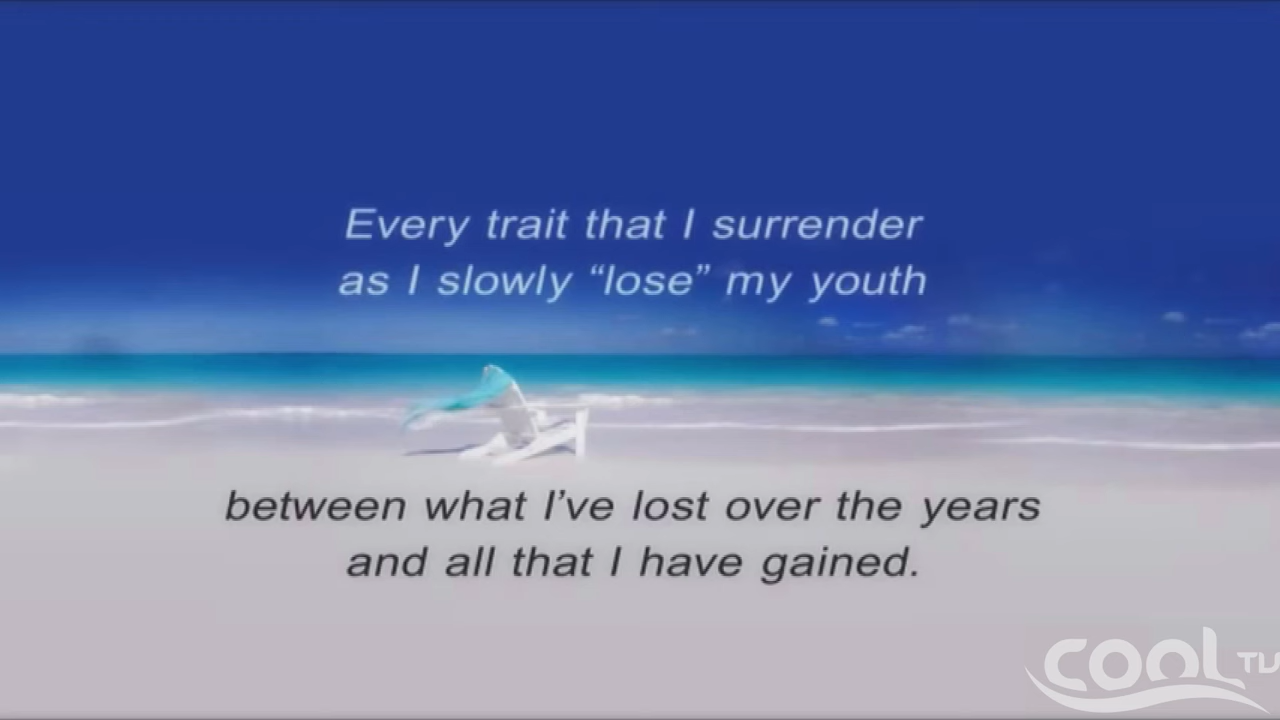 Every trait that I surrender
as I slowly “lose” my youth
between what I’ve lost over the years
and all that I have gained.
cool TV